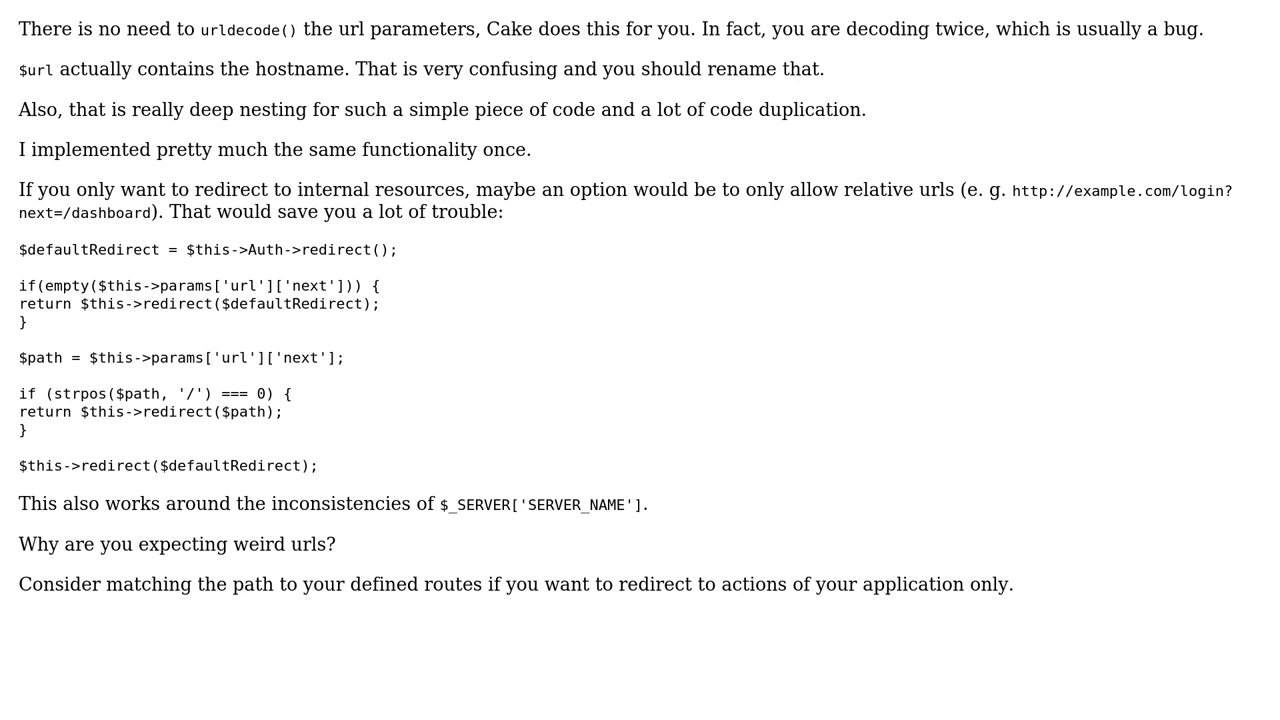 There is no need to urldecode() the url parameters, Cake does this for you. In fact, you are decoding twice, which is usually a bug.
$url actually contains the hostname. That is very confusing and you should rename that.
Also, that is really deep nesting for such a simple piece of code and a lot of code duplication.
I implemented pretty much the same functionality once.
If you only want to redirect to internal resources, maybe an option would be to only allow relative urls (e. g. http://example.com/login?
next=/dashboard). That would save you a lot of trouble:
$defaultRedirect = $this->Auth->redirect();
if(empty($this->params['url']['next'])) {
return $this->redirect($defaultRedirect);
}
$path = $this->params['url']['next'];
if (strpos($path, '/') === 0) {
return $this->redirect($path);
}
$this->redirect($defaultRedirect);
This also works around the inconsistencies of $_SERVER['SERVER_NAME'].
Why are you expecting weird urls?
Consider matching the path to your defined routes if you want to redirect to actions of your application only.